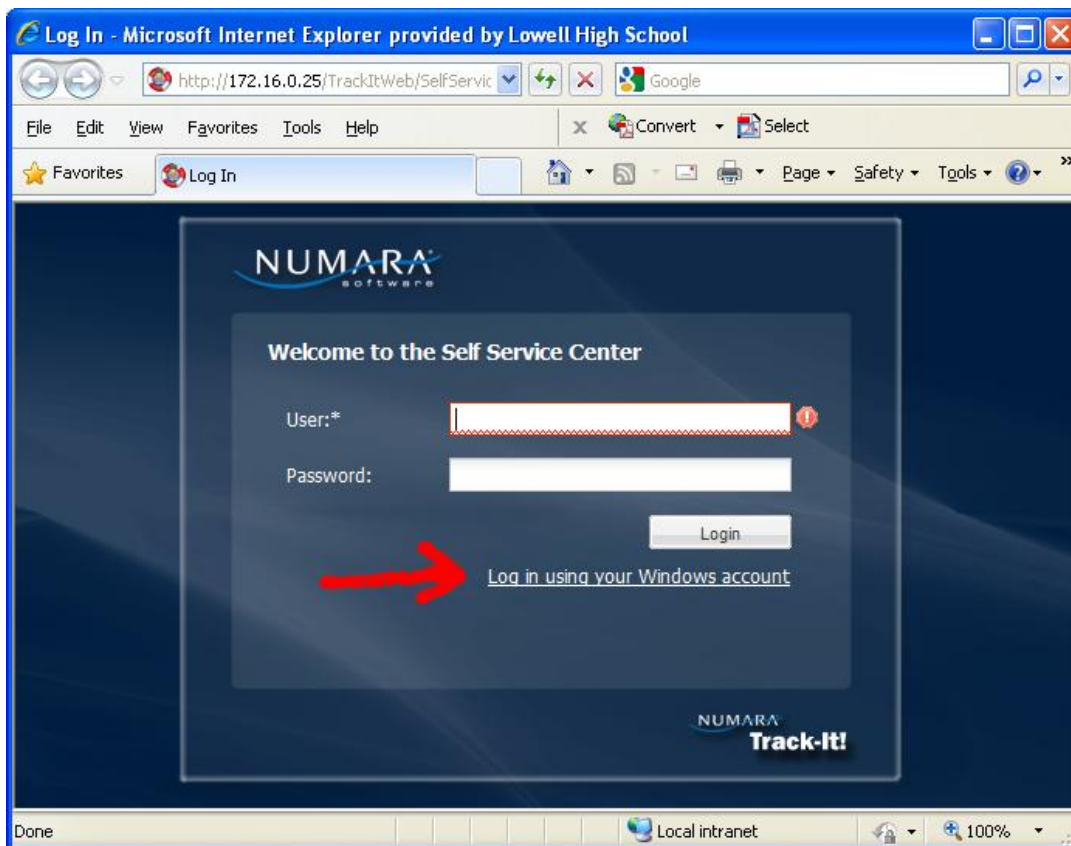 Log In - Microsoft Internet Explorer provided by Lowell High School
http://172.16.0.25/TrackItWeb/SelfServic
Google
File Edit View Favorites Tools Help
x Convert Select
Favorites
Log In
Page Safety Tools »
NUMARA
software
Welcome to the Self Service Center
User:*
Password:
Login
Log in using your Windows account
NUMARA
Track-It!
Done
Local intranet
100%